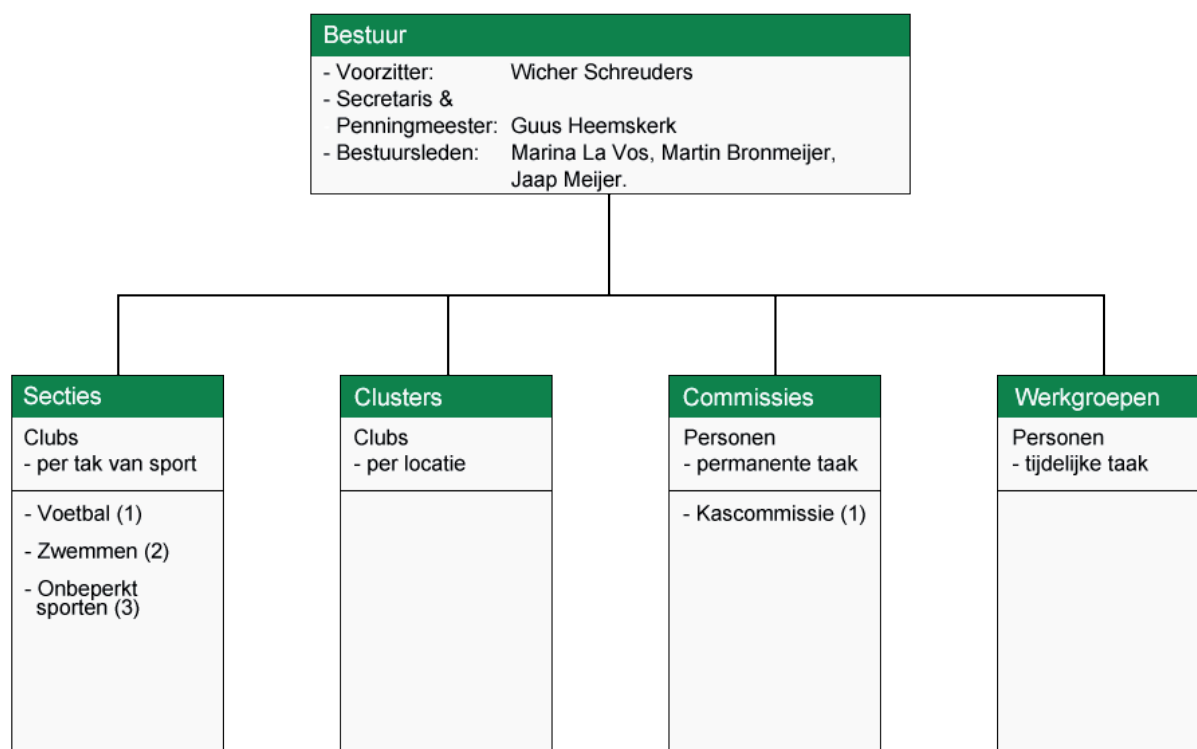 Bestuur
- Voorzitter: Wicher Schreuders
- Secretaris &
Penningmeester: Guus Heemskerk
- Bestuursleden: Marina La Vos, Martin Bronmeijer,
Jaap Meijer.
Secties
Clubs
- per tak van sport
- Voetbal (1)
- Zwemmen (2)
- Onbeperkt
sporten (3)
Clusters
Clubs
- per locatie
Commissies
Personen
- permanente taak
- Kascommissie (1)
Werkgroepen
Personen
- tijdelijke taak